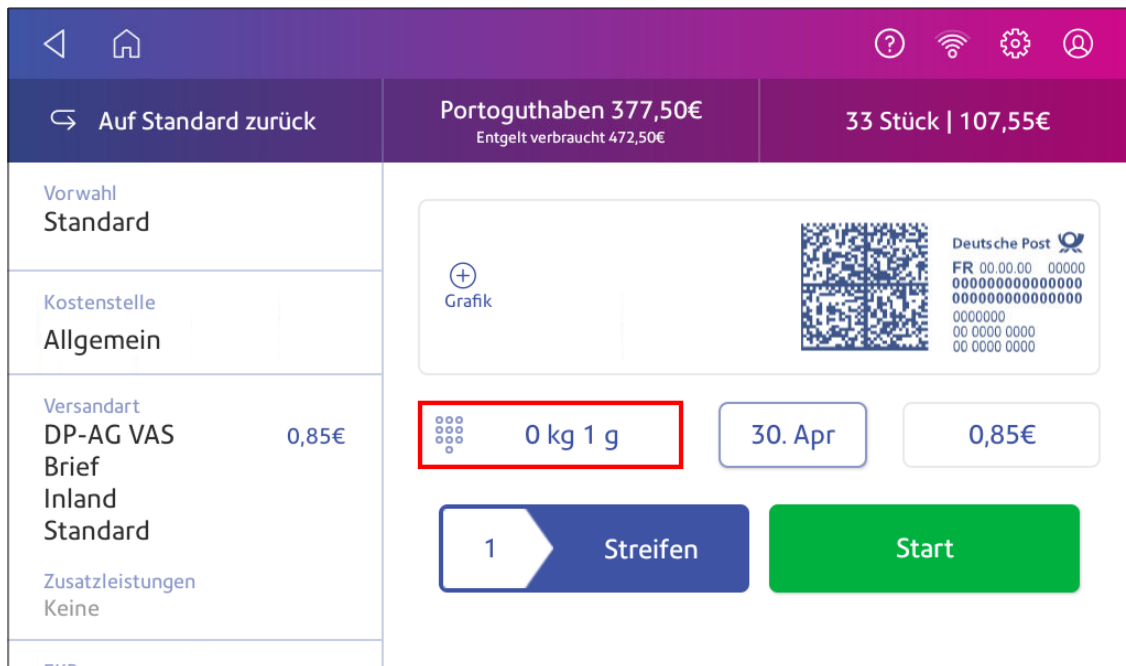 Auf Standard zurück
Portoguthaben 377,50€
Entgelt verbraucht 472,50€
33 Stück | 107,55€
Vorwahl
Standard
Kostenstelle
Allgemein
Versandart
DP-AG VAS 0,85€
Brief
Inland
Standard
Zusatzleistungen
Keine
Grafik
Deutsche Post
FR 00.00.00 00000
000000000000000
000000000000000
0000000
00 0000 0000
00 0000 0000
0 kg 1 g
30. Apr
0,85€
1 Streifen
Start